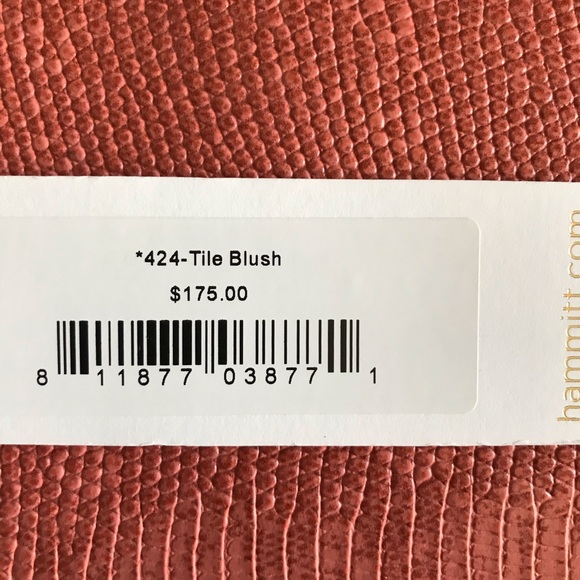 *424-Tile Blush
$175.00
8 11877 03877 1
hammitt.com